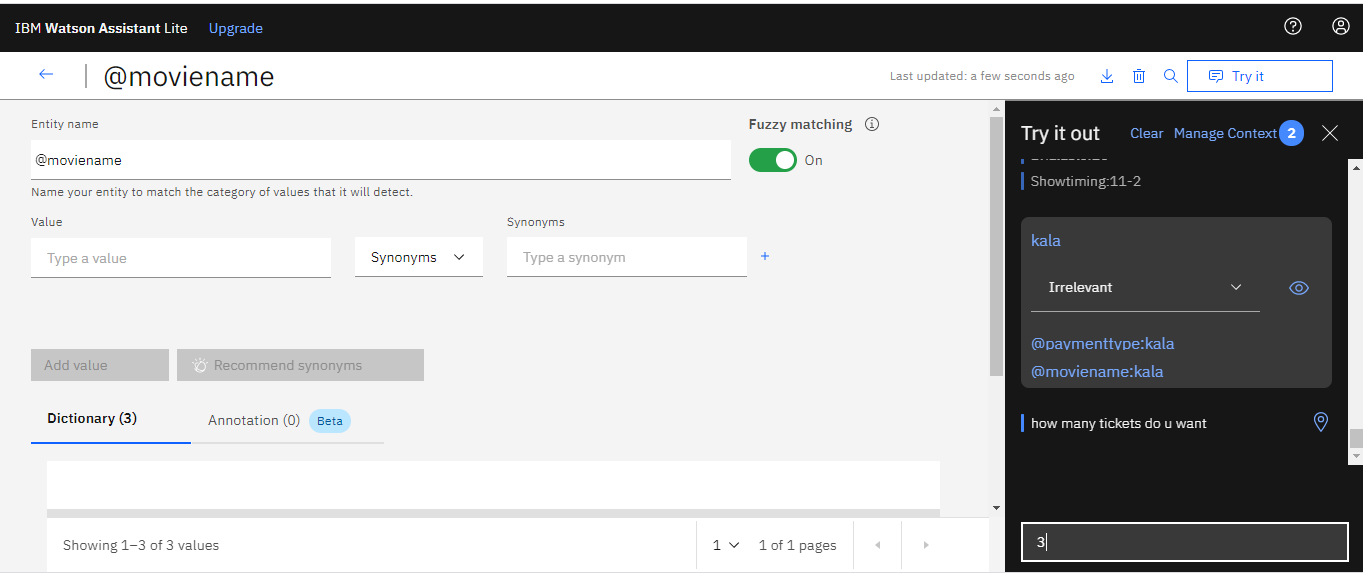 IBM Watson Assistant Lite Upgrade
@moviename
Last updated: a few seconds ago
Try it
Entity name
@moviename
Name your entity to match the category of values that it will detect.
Fuzzy matching
On
Value
Type a value
Synonyms
Synonyms
Type a synonym
+
Add value
Recommend synonyms
Dictionary (3)
Annotation (0) Beta
Showing 1–3 of 3 values
1
1 of 1 pages
Try it out
Clear
Manage Context 2
Showtiming:11-2
kala
Irrelevant
@paymenttype:kala
@moviename:kala
how many tickets do u want
3